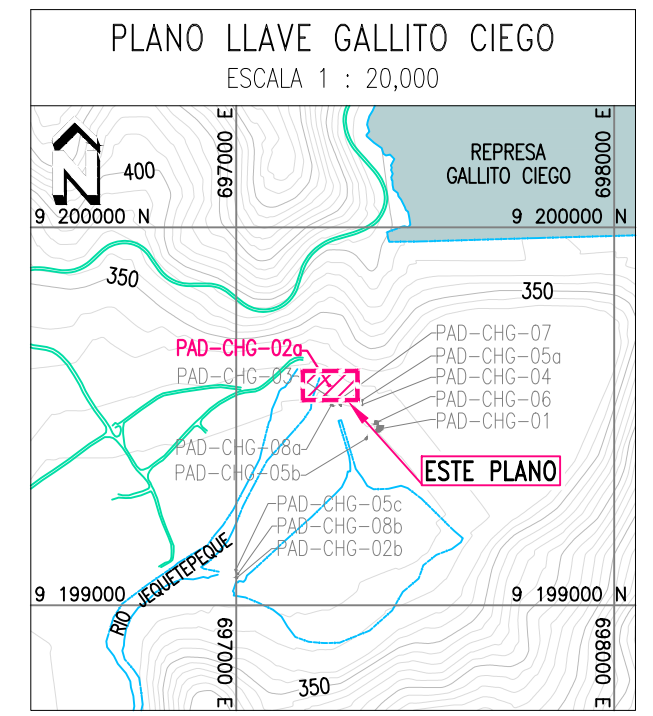 PLANO LLAVE GALLITO CIEGO
ESCALA 1 : 20,000
N
400
697000 E
REPRESA
GALLITO CIEGO
698000 E
9 200000 N
9 200000 N
350
350
PAD-CHG-02a
PAD-CHG-03
PAD-CHG-07
PAD-CHG-05a
PAD-CHG-04
PAD-CHG-06
PAD-CHG-01
PAD-CHG-08a
PAD-CHG-05b
ESTE PLANO
PAD-CHG-05c
PAD-CHG-08b
PAD-CHG-02b
RIO JEQUETEPEQUE
9 199000 N
9 199000 N
697000 E
698000 E
350